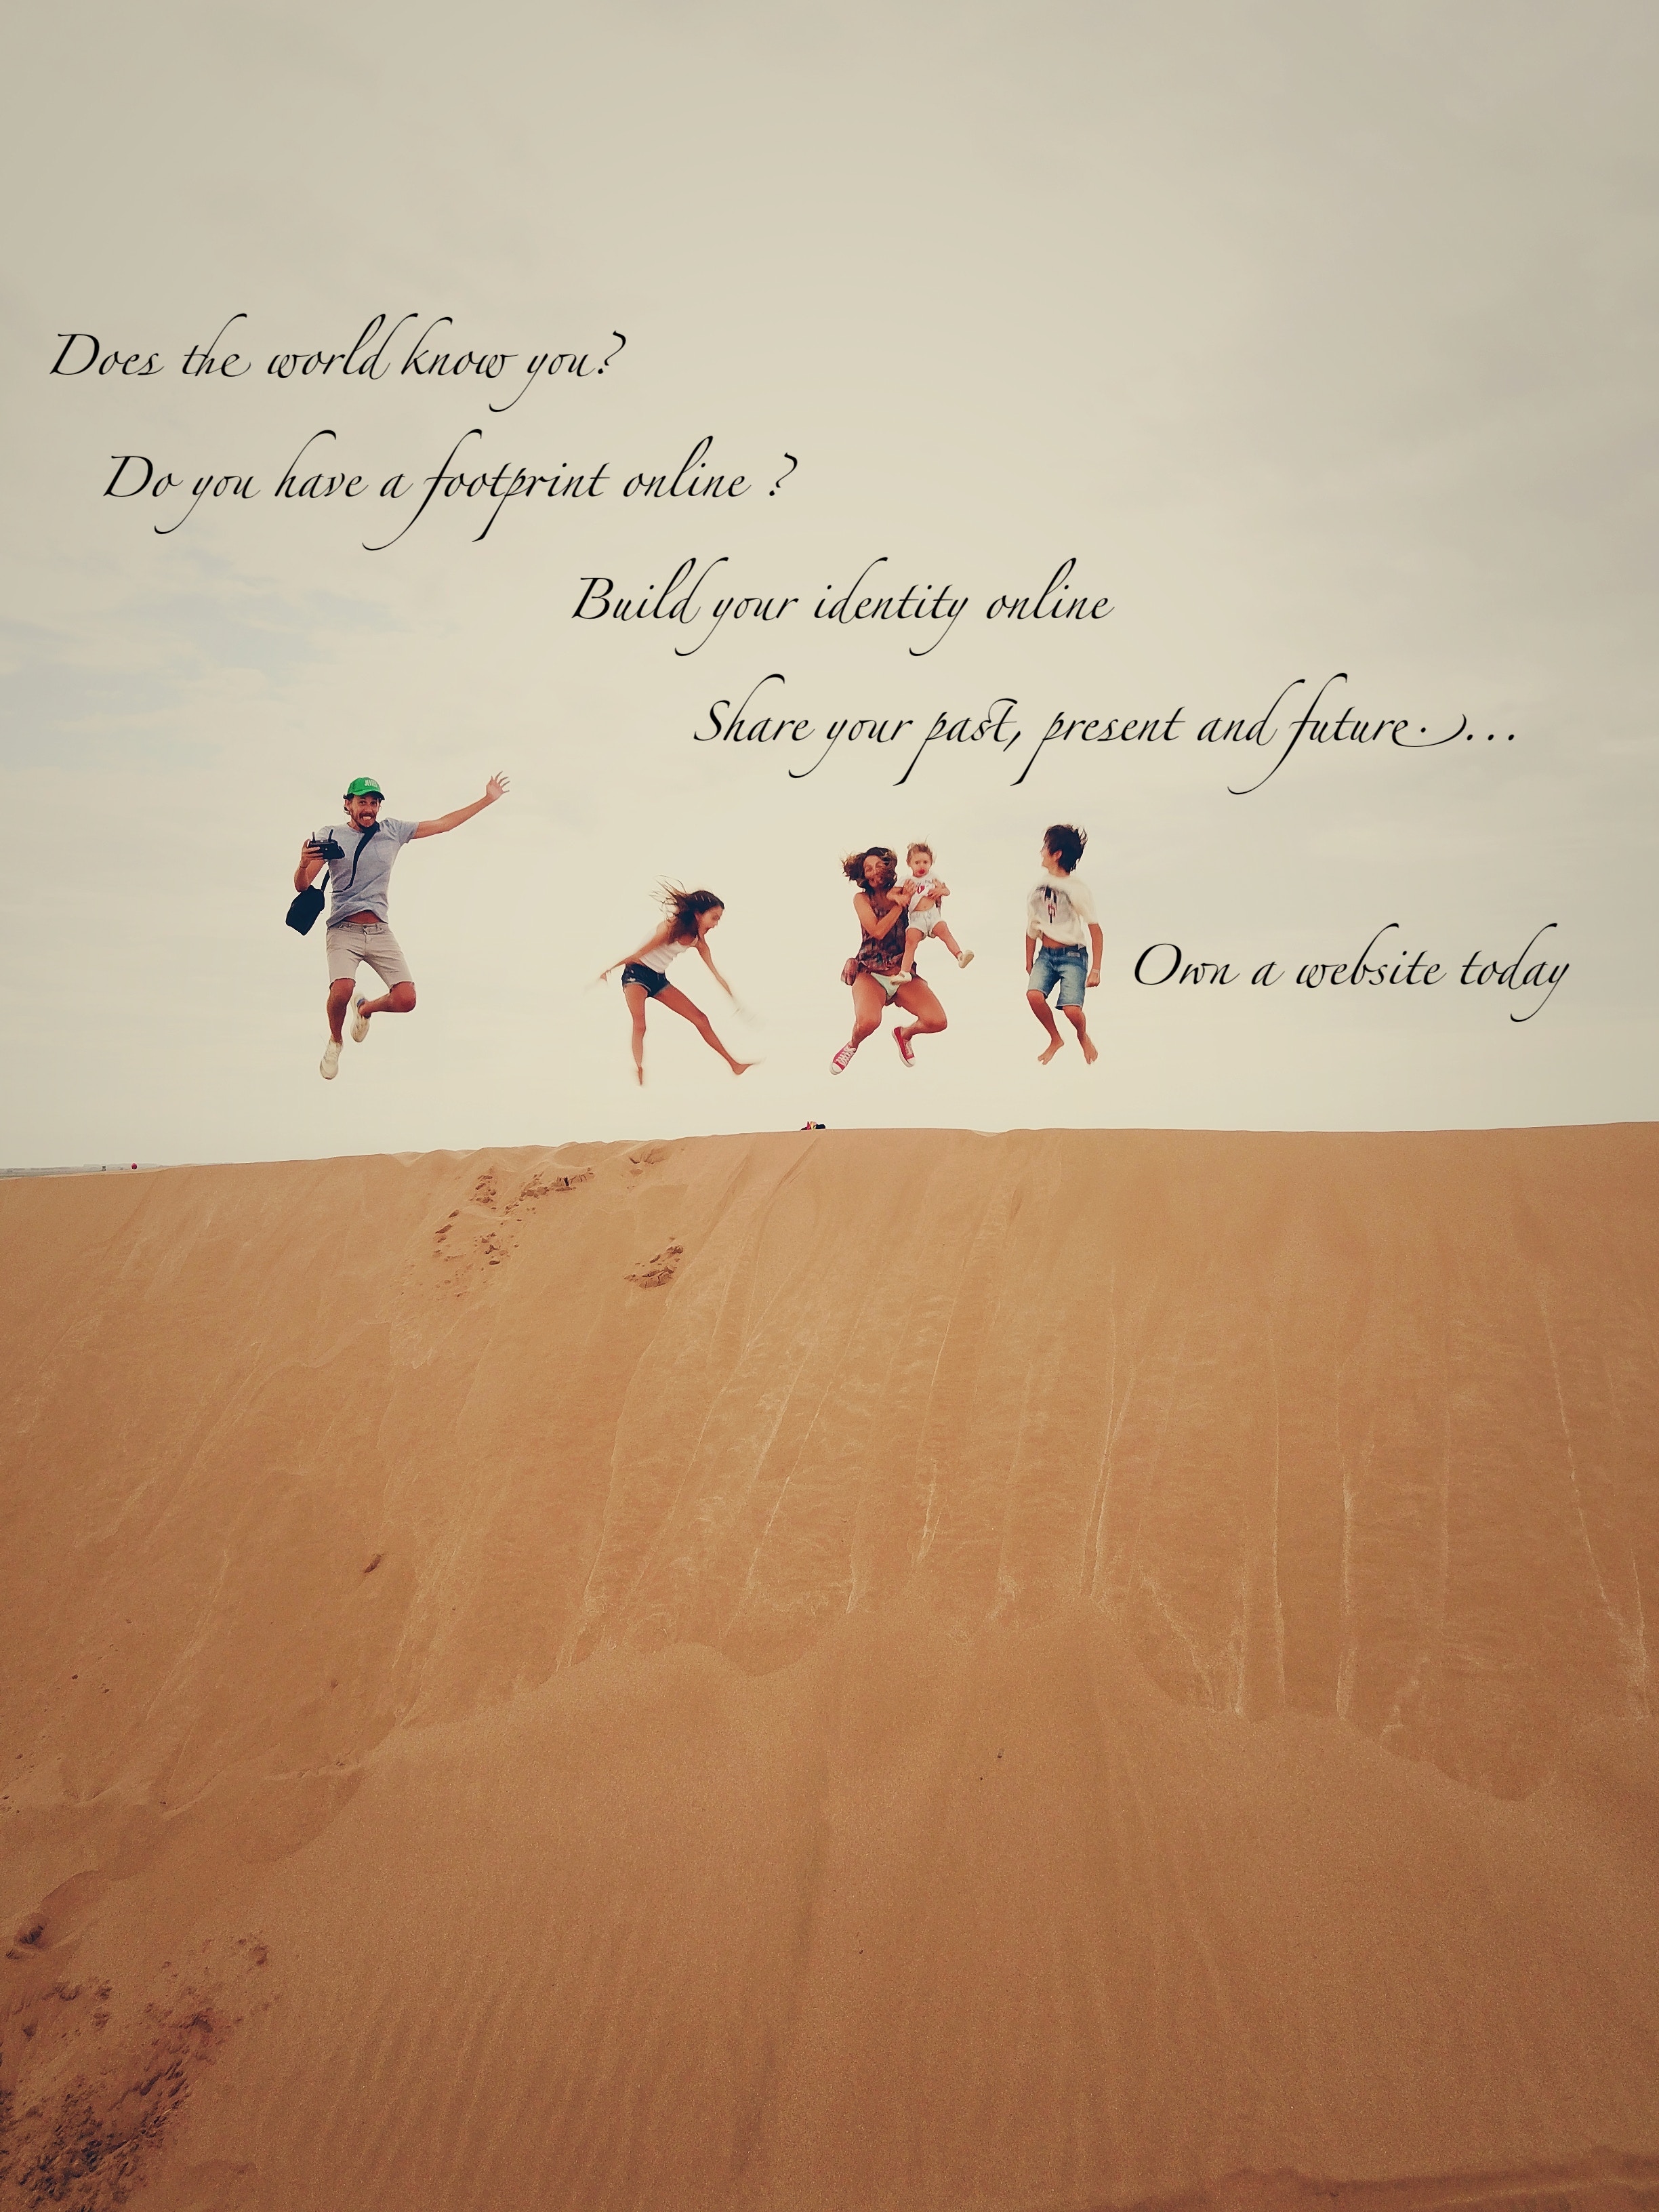 Does the world know you?
Do you have a footprint online ?
Build your identity online
Share your past, present and future....
Own a website today